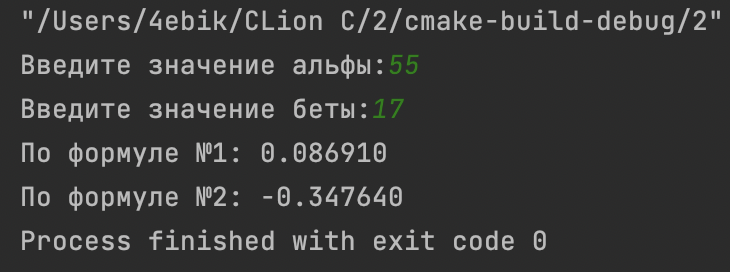 "/Users/4ebik/CLion C/2/cmake-build-debug/2"
Введите значение альфы:55
Введите значение беты:17
По формуле №1: 0.086910
По формуле №2: -0.347640
Process finished with exit code 0